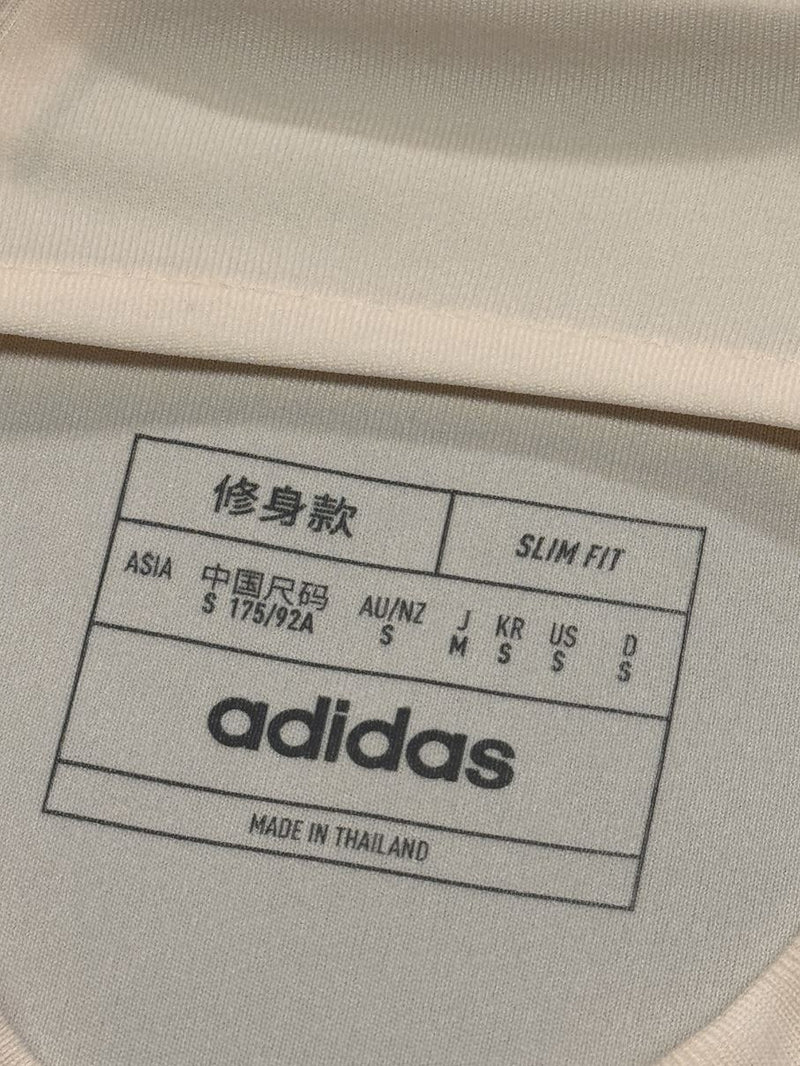 修身款 SLIM FIT
ASIA 中国尺码 AU/NZ J KR US D
S 175/92A S M S S S
adidas
MADE IN THAILAND